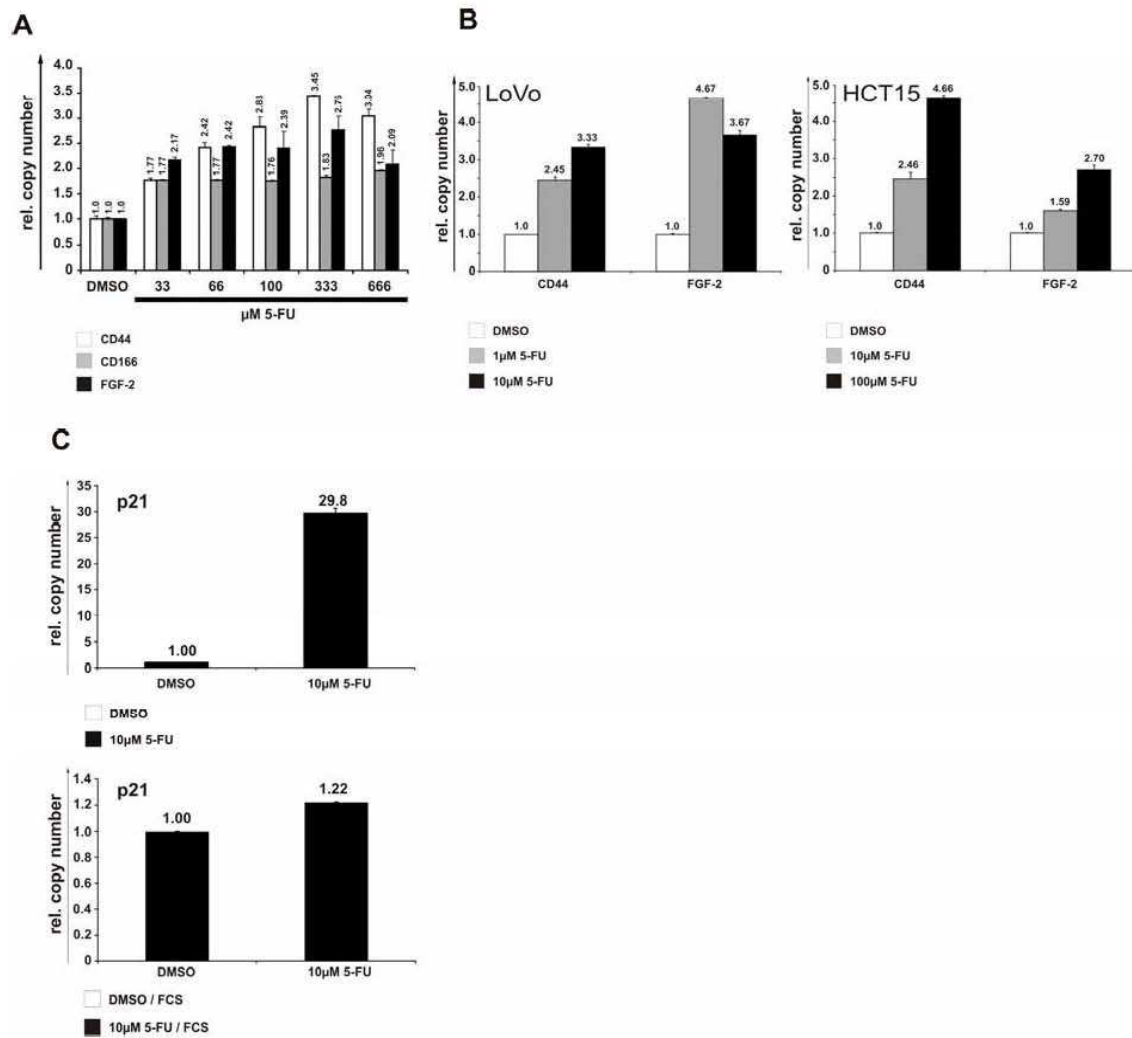 A
rel. copy number
4.0
3.5
3.0
2.5
2.0
1.5
1.0
0.5
0
1.0
1.0
1.0
1.77
1.77
2.17
2.42
1.77
2.42
2.83
1.76
2.39
3.45
1.83
2.76
3.04
1.96
2.09
DMSO 33 66 100 333 666
µM 5-FU
CD44
CD166
FGF-2
B
LoVo
rel. copy number
5.0
4.0
3.0
2.0
1.0
0
1.0
2.45
3.33
1.0
4.67
3.67
CD44 FGF-2
DMSO
1µM 5-FU
10µM 5-FU
HCT15
rel. copy number
5.0
4.0
3.0
2.0
1.0
0
1.0
2.46
4.66
1.0
1.59
2.70
CD44 FGF-2
DMSO
10µM 5-FU
100µM 5-FU
C
p21
rel. copy number
35
30
25
20
15
10
5
0
1.00
29.8
DMSO 10µM 5-FU
DMSO
10µM 5-FU
p21
rel. copy number
1.4
1.2
1.0
0.8
0.6
0.4
0.2
0
1.00
1.22
DMSO 10µM 5-FU
DMSO / FCS
10µM 5-FU / FCS